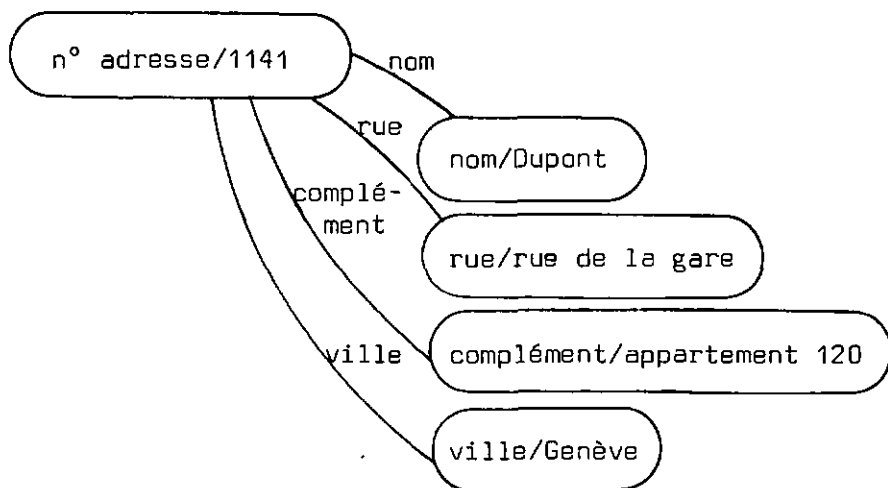 n° adresse/1141
nom
rue
nom/Dupont
complé-
ment
rue/rue de la gare
ville
complément/appartement 120
ville/Genève